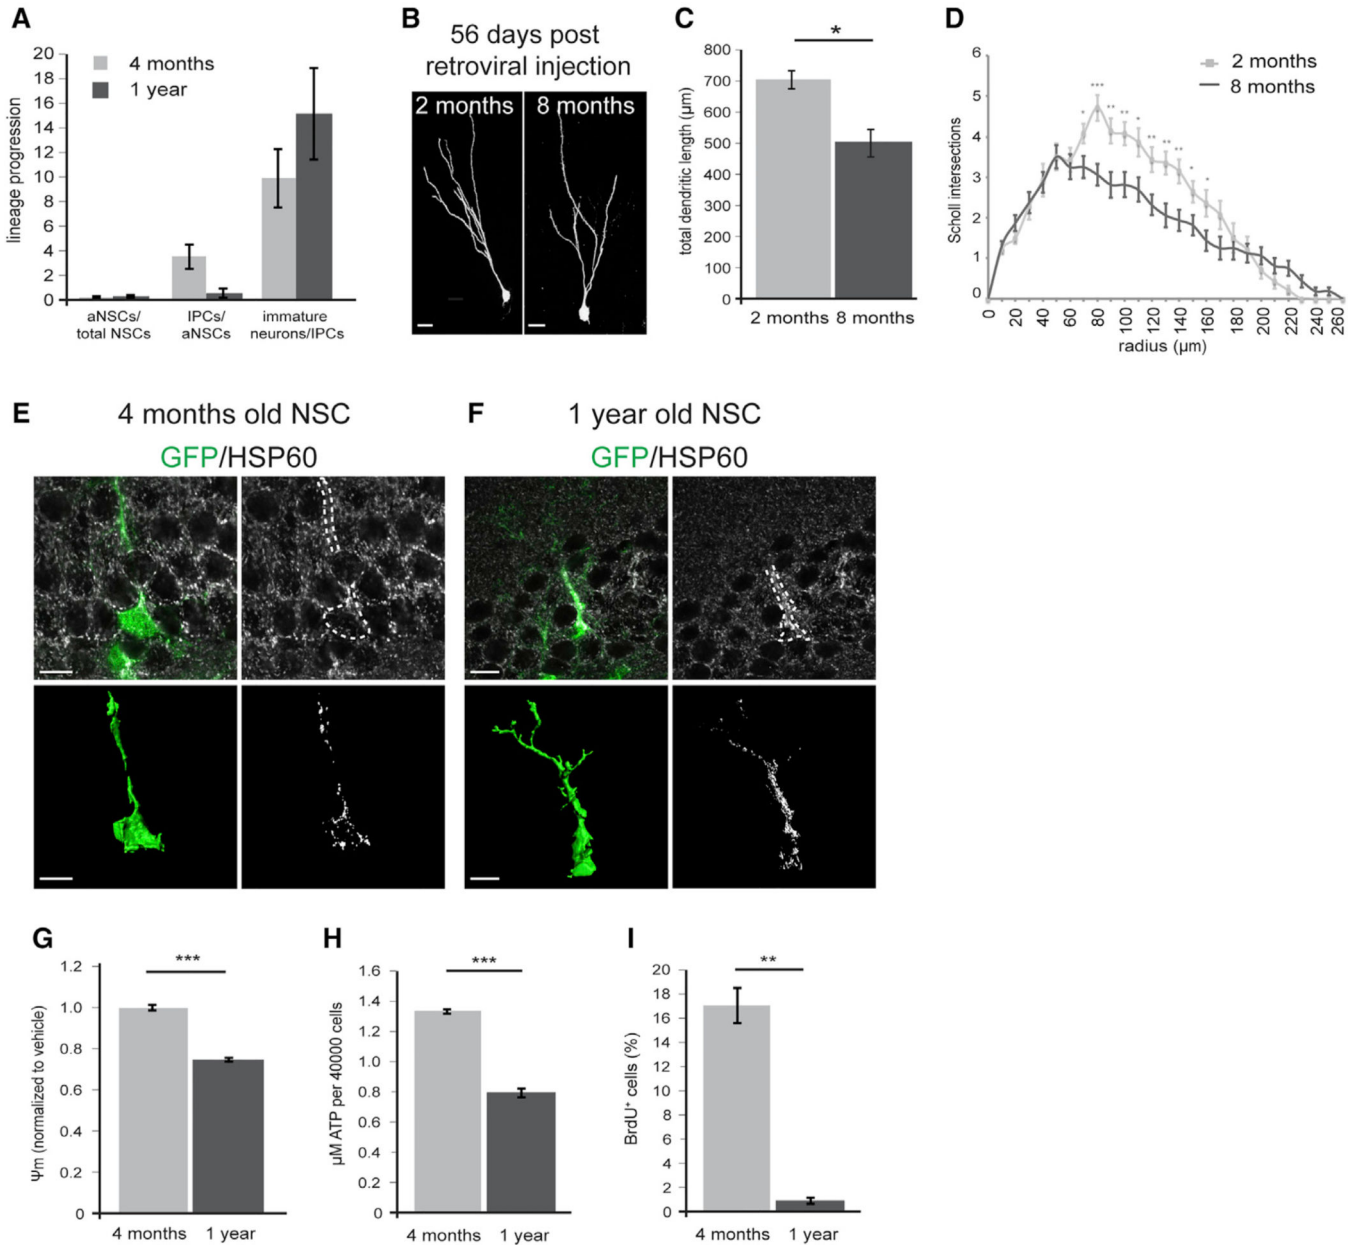 A
20
18
16
14
12
10
8
6
4
2
0
lineage progression
4 months
1 year
aNSCs/
total NSCs
IPCs/
aNSCs
immature
neurons/IPCs
B
56 days post
retroviral injection
2 months
8 months
C
*
800
700
600
500
400
300
200
100
0
total dendritic length (µm)
2 months
8 months
D
6
5
4
3
2
1
0
Scholl intersections
2 months
8 months
*
***
**
**
*
**
**
**
*
*
0
20
40
60
80
100
120
140
160
180
200
220
240
260
radius (µm)
E
4 months old NSC
GFP/HSP60
F
1 year old NSC
GFP/HSP60
G
***
1.2
1.0
0.8
0.6
0.4
0.2
0
Ψm (normalized to vehicle)
4 months
1 year
H
***
1.6
1.4
1.2
1.0
0.8
0.6
0.4
0.2
0
µM ATP per 40000 cells
4 months
1 year
I
**
20
18
16
14
12
10
8
6
4
2
0
BrdU⁺ cells (%)
4 months
1 year